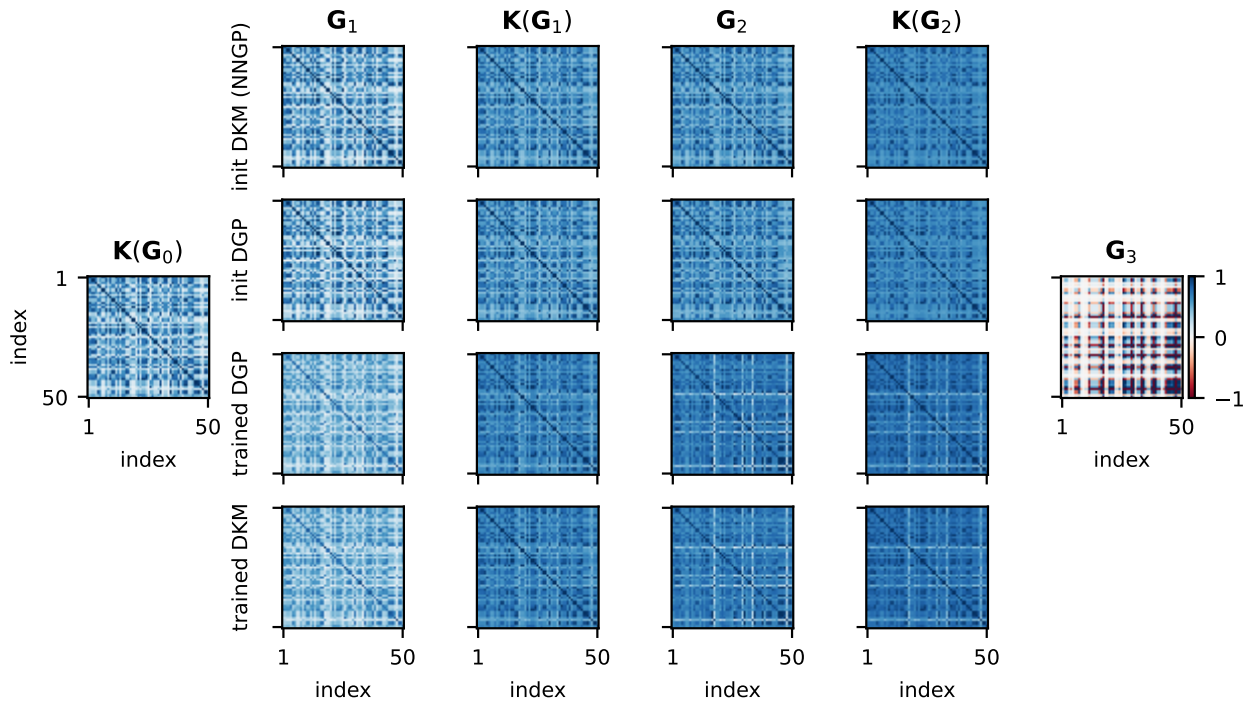 G₁ K(G₁) G₂ K(G₂)
init DKM (NNGP)
init DGP
trained DGP
trained DKM
K(G₀)
1
index
50
1 50
index
G₃
1
0
−1
1 50
index
1 50 1 50 1 50 1 50
index index index index